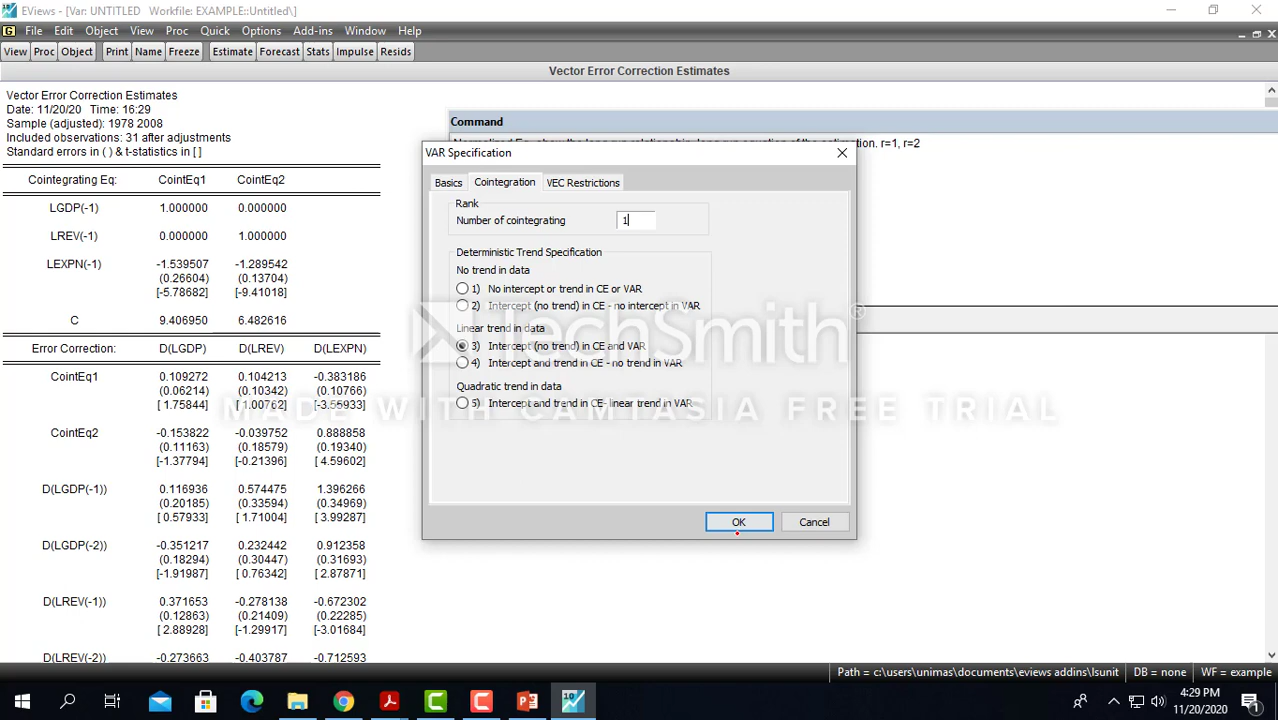 EViews - [Var: UNTITLED Workfile: EXAMPLE::Untitled\]
File Edit Object View Proc Quick Options Add-ins Window Help
View Proc Object Print Name Freeze Estimate Forecast Stats Impulse Resids
Vector Error Correction Estimates
Vector Error Correction Estimates
Date: 11/20/20 Time: 16:29
Sample (adjusted): 1978 2008
Included observations: 31 after adjustments
Standard errors in ( ) & t-statistics in [ ]
Cointegrating Eq: CointEq1 CointEq2
LGDP(-1) 1.000000 0.000000
LREV(-1) 0.000000 1.000000
LEXPN(-1) -1.539507 -1.289542
(0.26604) (0.13704)
[-5.78682] [-9.41018]
C 9.406950 6.482616
Error Correction: D(LGDP) D(LREV) D(LEXPN)
CointEq1 0.109272 0.104213 -0.383186
(0.06214) (0.10342) (0.10766)
[ 1.75844] [ 1.00762] [-3.55933]
CointEq2 -0.153822 -0.039752 0.888858
(0.11163) (0.18579) (0.19340)
[-1.37794] [-0.21396] [ 4.59602]
D(LGDP(-1)) 0.116936 0.574475 1.396266
(0.20185) (0.33594) (0.34969)
[ 0.57933] [ 1.71004] [ 3.99287]
D(LGDP(-2)) -0.351217 0.232442 0.912358
(0.18294) (0.30447) (0.31693)
[-1.91987] [ 0.76342] [ 2.87871]
D(LREV(-1)) 0.371653 -0.278138 -0.672302
(0.12863) (0.21409) (0.22285)
[ 2.88928] [-1.29917] [-3.01684]
D(LREV(-2)) -0.273663 -0.403787 -0.712593
Command
r=1, r=2
VAR Specification
Basics Cointegration VEC Restrictions
Rank
Number of cointegrating 1
Deterministic Trend Specification
No trend in data
1) No intercept or trend in CE or VAR
2) Intercept (no trend) in CE - no intercept in VAR
Linear trend in data
3) Intercept (no trend) in CE and VAR
4) Intercept and trend in CE - no trend in VAR
Quadratic trend in data
5) Intercept and trend in CE- linear trend in VAR
OK Cancel
TechSmith®
MADE WITH CAMTASIA FREE TRIAL
Path = c:\users\unimas\documents\eviews addins\lsunit DB = none WF = example
10
4:29 PM
11/20/2020
1